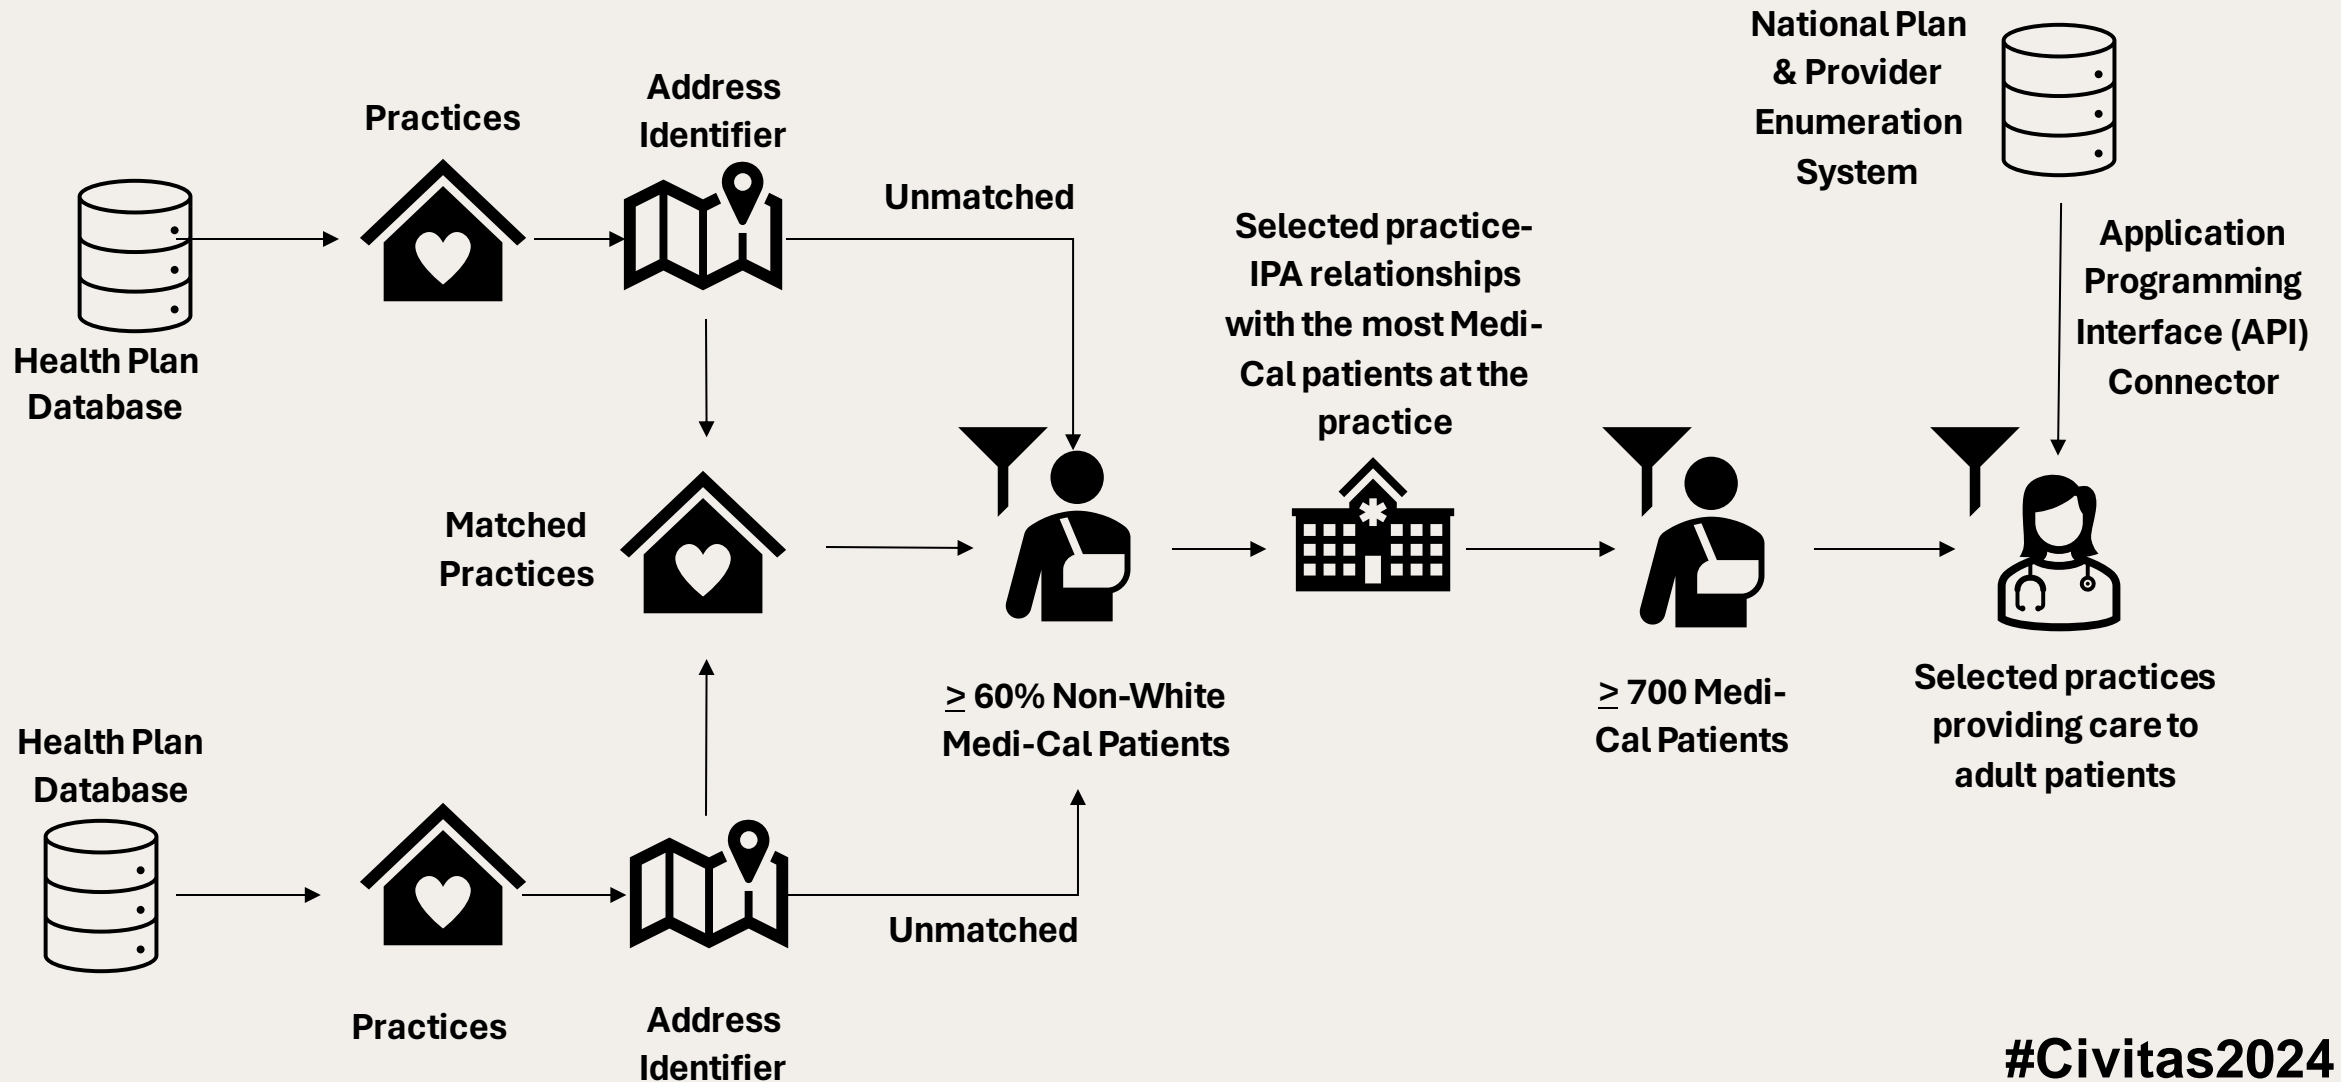 Practices
Address
Identifier
Unmatched
Health Plan
Database
Selected practice-
IPA relationships
with the most Medi-
Cal patients at the
practice
National Plan
& Provider
Enumeration
System
Application
Programming
Interface (API)
Connector
Matched
Practices
≥ 60% Non-White
Medi-Cal Patients
≥ 700 Medi-
Cal Patients
Selected practices
providing care to
adult patients
Health Plan
Database
Unmatched
Practices
Address
Identifier
#Civitas2024